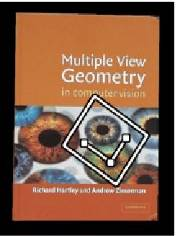 Multiple View
Geometry
in computer vision
Richard Hartley and Andrew Zisserman